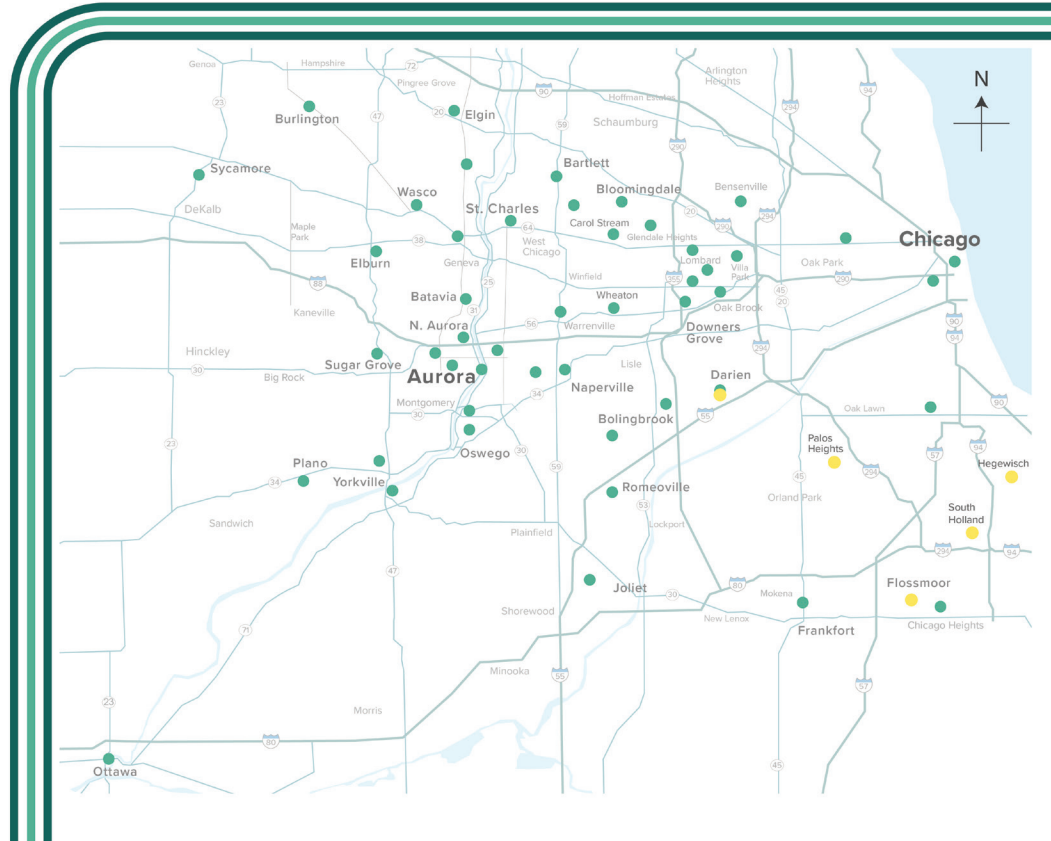 Genoa
Hampshire
72
Pingree Grove
Arlington
Heights
N
90
Hoffman Estates
94
23
47
20
Elgin
294
Burlington
59
Schaumburg
290
Sycamore
Bartlett
Wasco
Bloomingdale
Bensenville
DeKalb
St. Charles
20
294
Maple
Park
64
Carol Stream
Glendale Heights
290
38
West
Chicago
Chicago
Elburn
Geneva
Lombard
Villa
Park
Oak Park
88
25
Winfield
355
45
290
Batavia
Wheaton
20
Kaneville
31
Oak Brook
N. Aurora
56
Warrenville
Downers
Grove
90
94
Hinckley
Sugar Grove
Lisle
294
30
Big Rock
Aurora
Naperville
Darien
Montgomery
34
30
Bolingbrook
55
Oak Lawn
90
23
Oswego
30
Palos
Heights
57
94
Plano
59
Hegewisch
34
Yorkville
Romeoville
45
294
53
Orland Park
South
Holland
Sandwich
Plainfield
Lockport
294
94
47
80
Flossmoor
Joliet
30
Mokena
Shorewood
New Lenox
Frankfort
Chicago Heights
71
Minooka
55
57
23
Morris
80
45
Ottawa